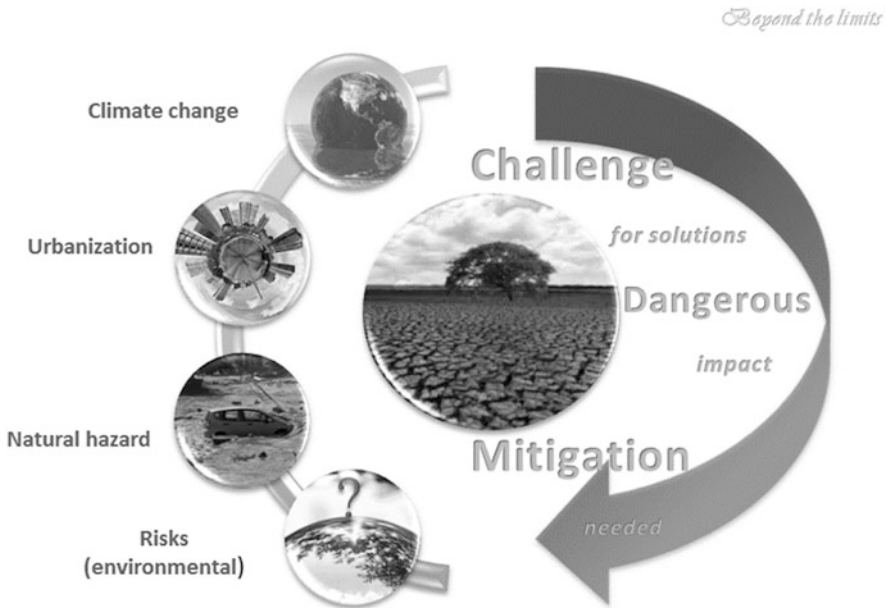 Beyond the limits
Climate change
Challenge
for solutions
Urbanization
Dangerous
impact
Natural hazard
Mitigation
needed
Risks
(environmental)
?